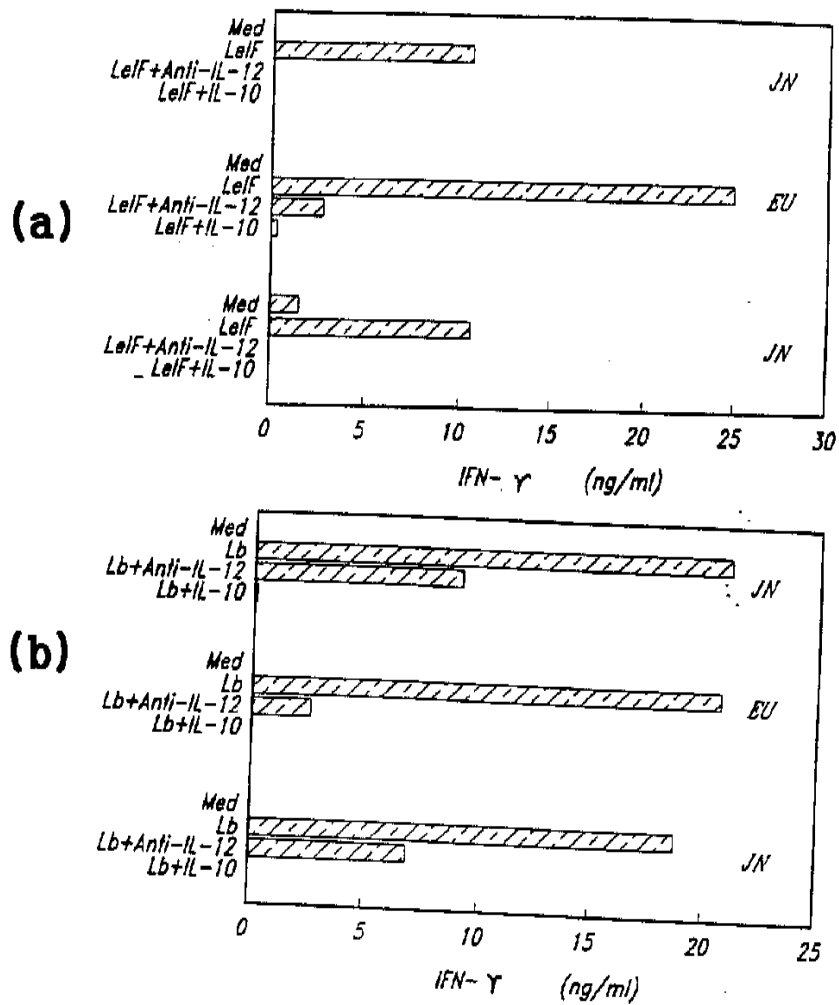 (a)
Med
LeIF
LeIF+Anti-IL-12
LeIF+IL-10
JN
Med
LeIF
LeIF+Anti-IL-12
LeIF+IL-10
EU
Med
LeIF
LeIF+Anti-IL-12
LeIF+IL-10
JN
0 5 10 15 20 25 30
IFN-γ (ng/ml)
(b)
Med
Lb
Lb+Anti-IL-12
Lb+IL-10
JN
Med
Lb
Lb+Anti-IL-12
Lb+IL-10
EU
Med
Lb
Lb+Anti-IL-12
Lb+IL-10
JN
0 5 10 15 20 25
IFN-γ (ng/ml)